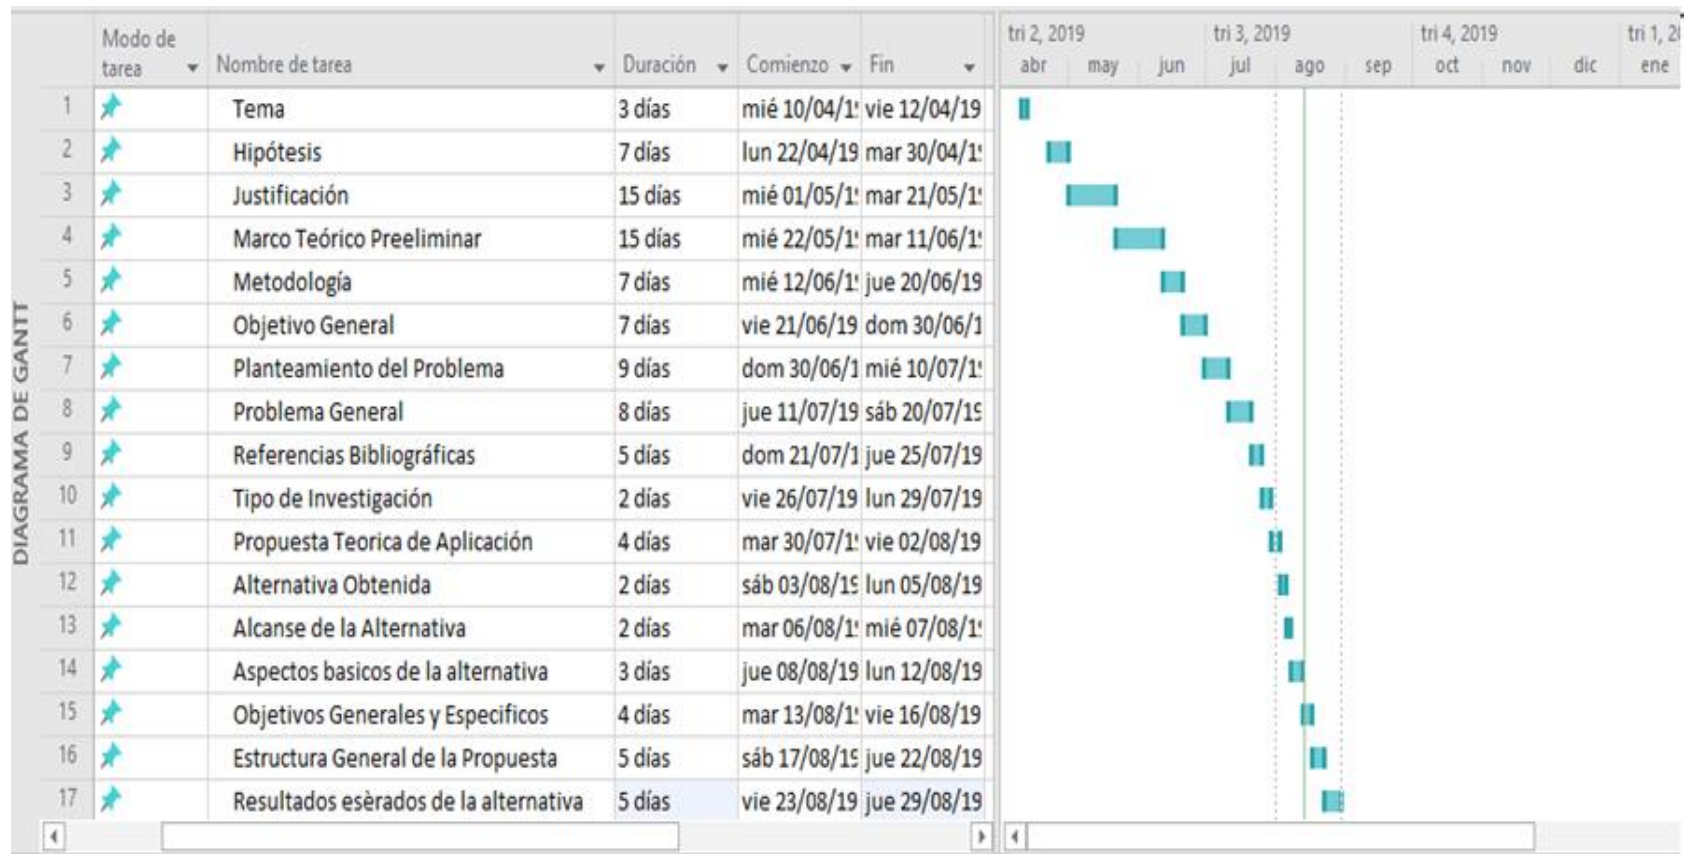 Modo de tarea Nombre de tarea Duración Comienzo Fin
tri 2, 2019 tri 3, 2019 tri 4, 2019 tri 1, 2
abr may jun jul ago sep oct nov dic ene
DIAGRAMA DE GANTT
1 Tema 3 días mié 10/04/1 vie 12/04/19
2 Hipótesis 7 días lun 22/04/19 mar 30/04/1
3 Justificación 15 días mié 01/05/1 mar 21/05/1
4 Marco Teórico Preeliminar 15 días mié 22/05/1 mar 11/06/1
5 Metodología 7 días mié 12/06/1 jue 20/06/19
6 Objetivo General 7 días vie 21/06/19 dom 30/06/1
7 Planteamiento del Problema 9 días dom 30/06/1 mié 10/07/1
8 Problema General 8 días jue 11/07/19 sáb 20/07/19
9 Referencias Bibliográficas 5 días dom 21/07/1 jue 25/07/19
10 Tipo de Investigación 2 días vie 26/07/19 lun 29/07/19
11 Propuesta Teorica de Aplicación 4 días mar 30/07/1 vie 02/08/19
12 Alternativa Obtenida 2 días sáb 03/08/19 lun 05/08/19
13 Alcanse de la Alternativa 2 días mar 06/08/1 mié 07/08/1
14 Aspectos basicos de la alternativa 3 días jue 08/08/19 lun 12/08/19
15 Objetivos Generales y Especificos 4 días mar 13/08/1 vie 16/08/19
16 Estructura General de la Propuesta 5 días sáb 17/08/19 jue 22/08/19
17 Resultados esèrados de la alternativa 5 días vie 23/08/19 jue 29/08/19